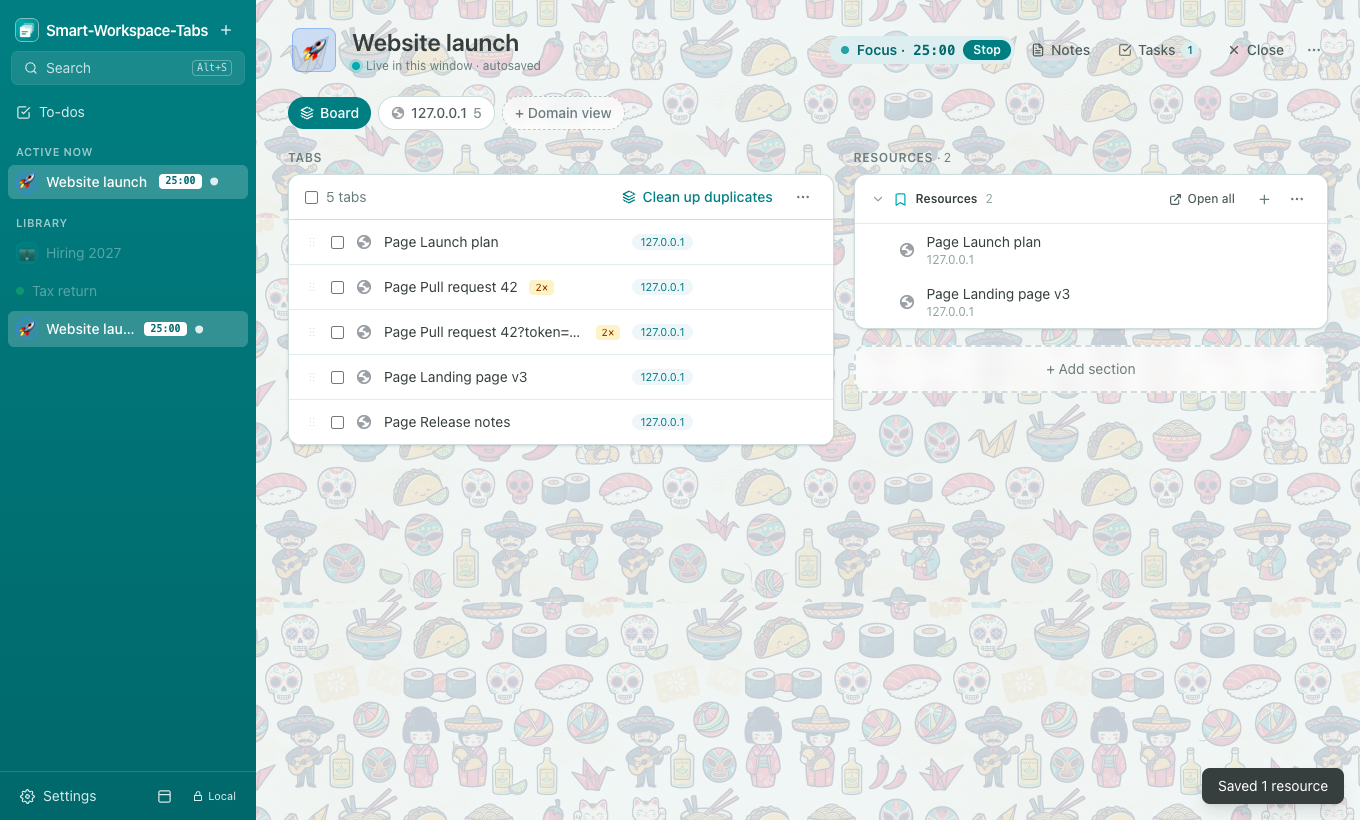 Smart-Workspace-Tabs +
Search Alt+S
To-dos
ACTIVE NOW
Website launch 25:00
LIBRARY
Hiring 2027
Tax return
Website lau... 25:00
Settings Local
Website launch
Live in this window · autosaved
Focus · 25:00 Stop Notes Tasks 1 × Close ...
Board 127.0.0.1 5 + Domain view
TABS
5 tabs Clean up duplicates ...
Page Launch plan 127.0.0.1
Page Pull request 42 2× 127.0.0.1
Page Pull request 42?token=... 2× 127.0.0.1
Page Landing page v3 127.0.0.1
Page Release notes 127.0.0.1
RESOURCES · 2
Resources 2 Open all + ...
Page Launch plan
127.0.0.1
Page Landing page v3
127.0.0.1
+ Add section
Saved 1 resource